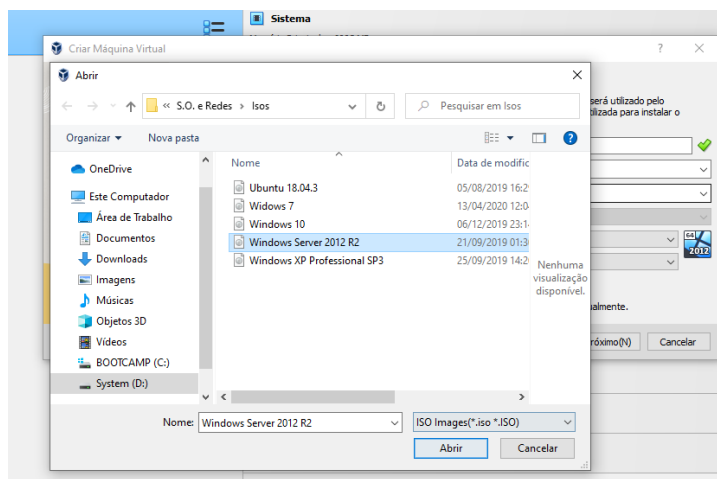 Sistema
Criar Máquina Virtual
?
Abrir
« S.O. e Redes > Isos
Pesquisar em Isos
será utilizado pelo
tilizada para instalar o
Organizar
Nova pasta
?
OneDrive
Este Computador
Área de Trabalho
Documentos
Downloads
Imagens
Músicas
Objetos 3D
Vídeos
BOOTCAMP (C:)
System (D:)
Nome Data de modific
Ubuntu 18.04.3 05/08/2019 16:2
Widows 7 13/04/2020 12:0
Windows 10 06/12/2019 23:1
Windows Server 2012 R2 21/09/2019 01:3
Windows XP Professional SP3 25/09/2019 14:2
Nenhuma
visualização
disponível.
64
2012
ualmente.
róximo(N) Cancelar
Nome: Windows Server 2012 R2 ISO Images(*.iso *.ISO)
Abrir Cancelar